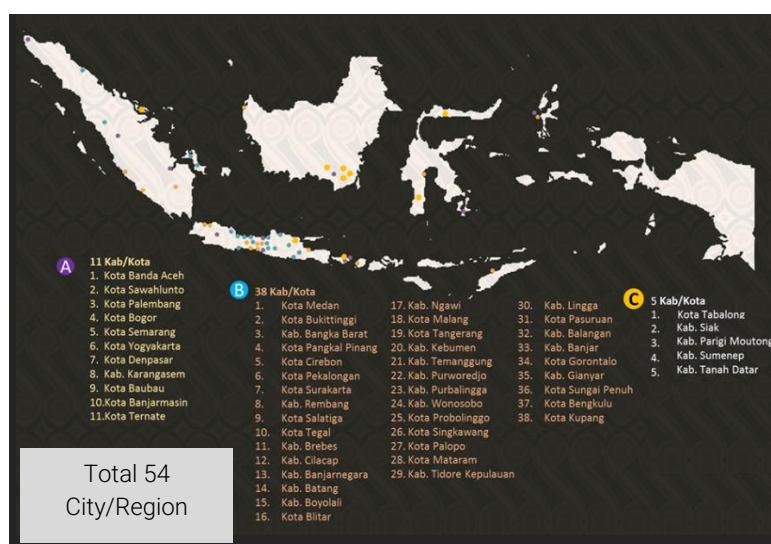 A
11 Kab/Kota
1. Kota Banda Aceh
2. Kota Sawahlunto
3. Kota Palembang
4. Kota Bogor
5. Kota Semarang
6. Kota Yogyakarta
7. Kota Denpasar
8. Kab. Karangasem
9. Kota Baubau
10.Kota Banjarmasin
11.Kota Ternate
B
38 Kab/Kota
1. Kota Medan
2. Kota Bukittinggi
3. Kab. Bangka Barat
4. Kota Pangkal Pinang
5. Kota Cirebon
6. Kota Pekalongan
7. Kota Surakarta
8. Kab. Rembang
9. Kota Salatiga
10. Kota Tegal
11. Kab. Brebes
12. Kab. Cilacap
13. Kab. Banjarnegara
14. Kab. Batang
15. Kab. Boyolali
16. Kota Blitar
17. Kab. Ngawi
18. Kota Malang
19. Kota Tangerang
20. Kab. Kebumen
21. Kab. Temanggung
22. Kab. Purworedjo
23. Kab. Purbalingga
24. Kab. Wonosobo
25. Kota Probolinggo
26. Kota Singkawang
27. Kota Palopo
28. Kota Mataram
29. Kab. Tidore Kepulauan
30. Kab. Lingga
31. Kota Pasuruan
32. Kab. Balangan
33. Kab. Banjar
34. Kota Gorontalo
35. Kab. Gianyar
36. Kota Sungai Penuh
37. Kota Bengkulu
38. Kota Kupang
C
5 Kab/Kota
1. Kota Tabalong
2. Kab. Siak
3. Kab. Parigi Moutong
4. Kab. Sumenep
5. Kab. Tanah Datar
Total 54
City/Region